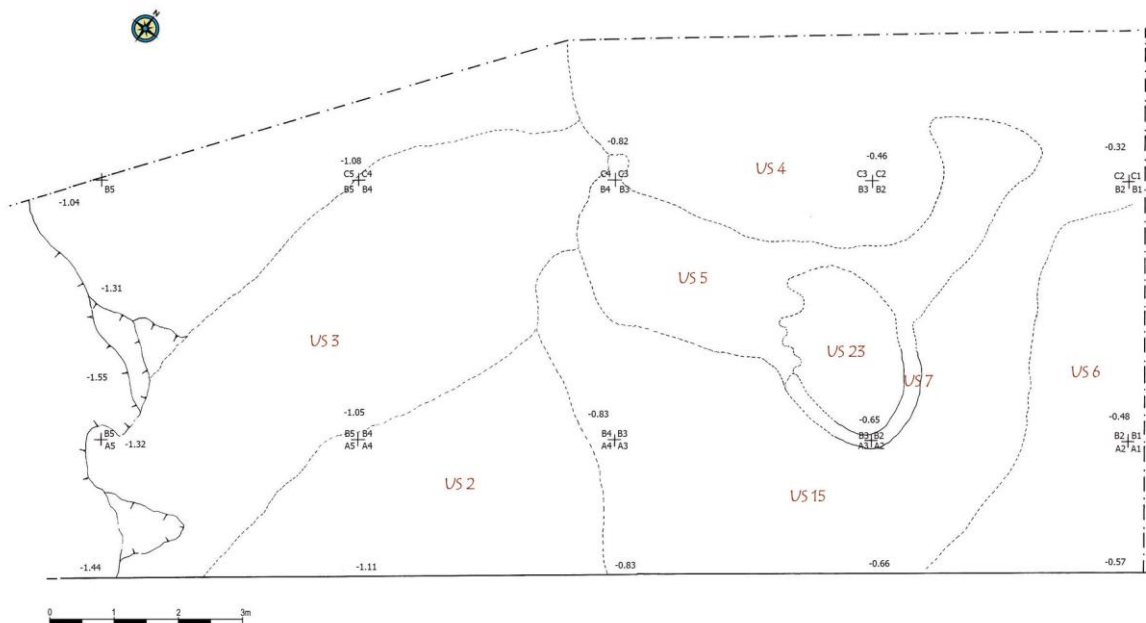 N
-0.82
-0.32
-1.08
-0.46
US 4
C5 C4
C4 C3
C3 C2
C2 C1
B5
B5 B4
B4 B3
B3 B2
B2 B1
-1.04
US 5
-1.31
US 3
US 23
US 7
US 6
-1.55
-1.05
-0.83
-0.65
-0.48
B5
B5 B4
B4 B3
B3 B2
B2 B1
-1.32
A5
A5 A4
A4 A3
A3 A2
A2 A1
US 2
US 15
-1.44
-1.11
-0.83
-0.66
-0.57
0 1 2 3m